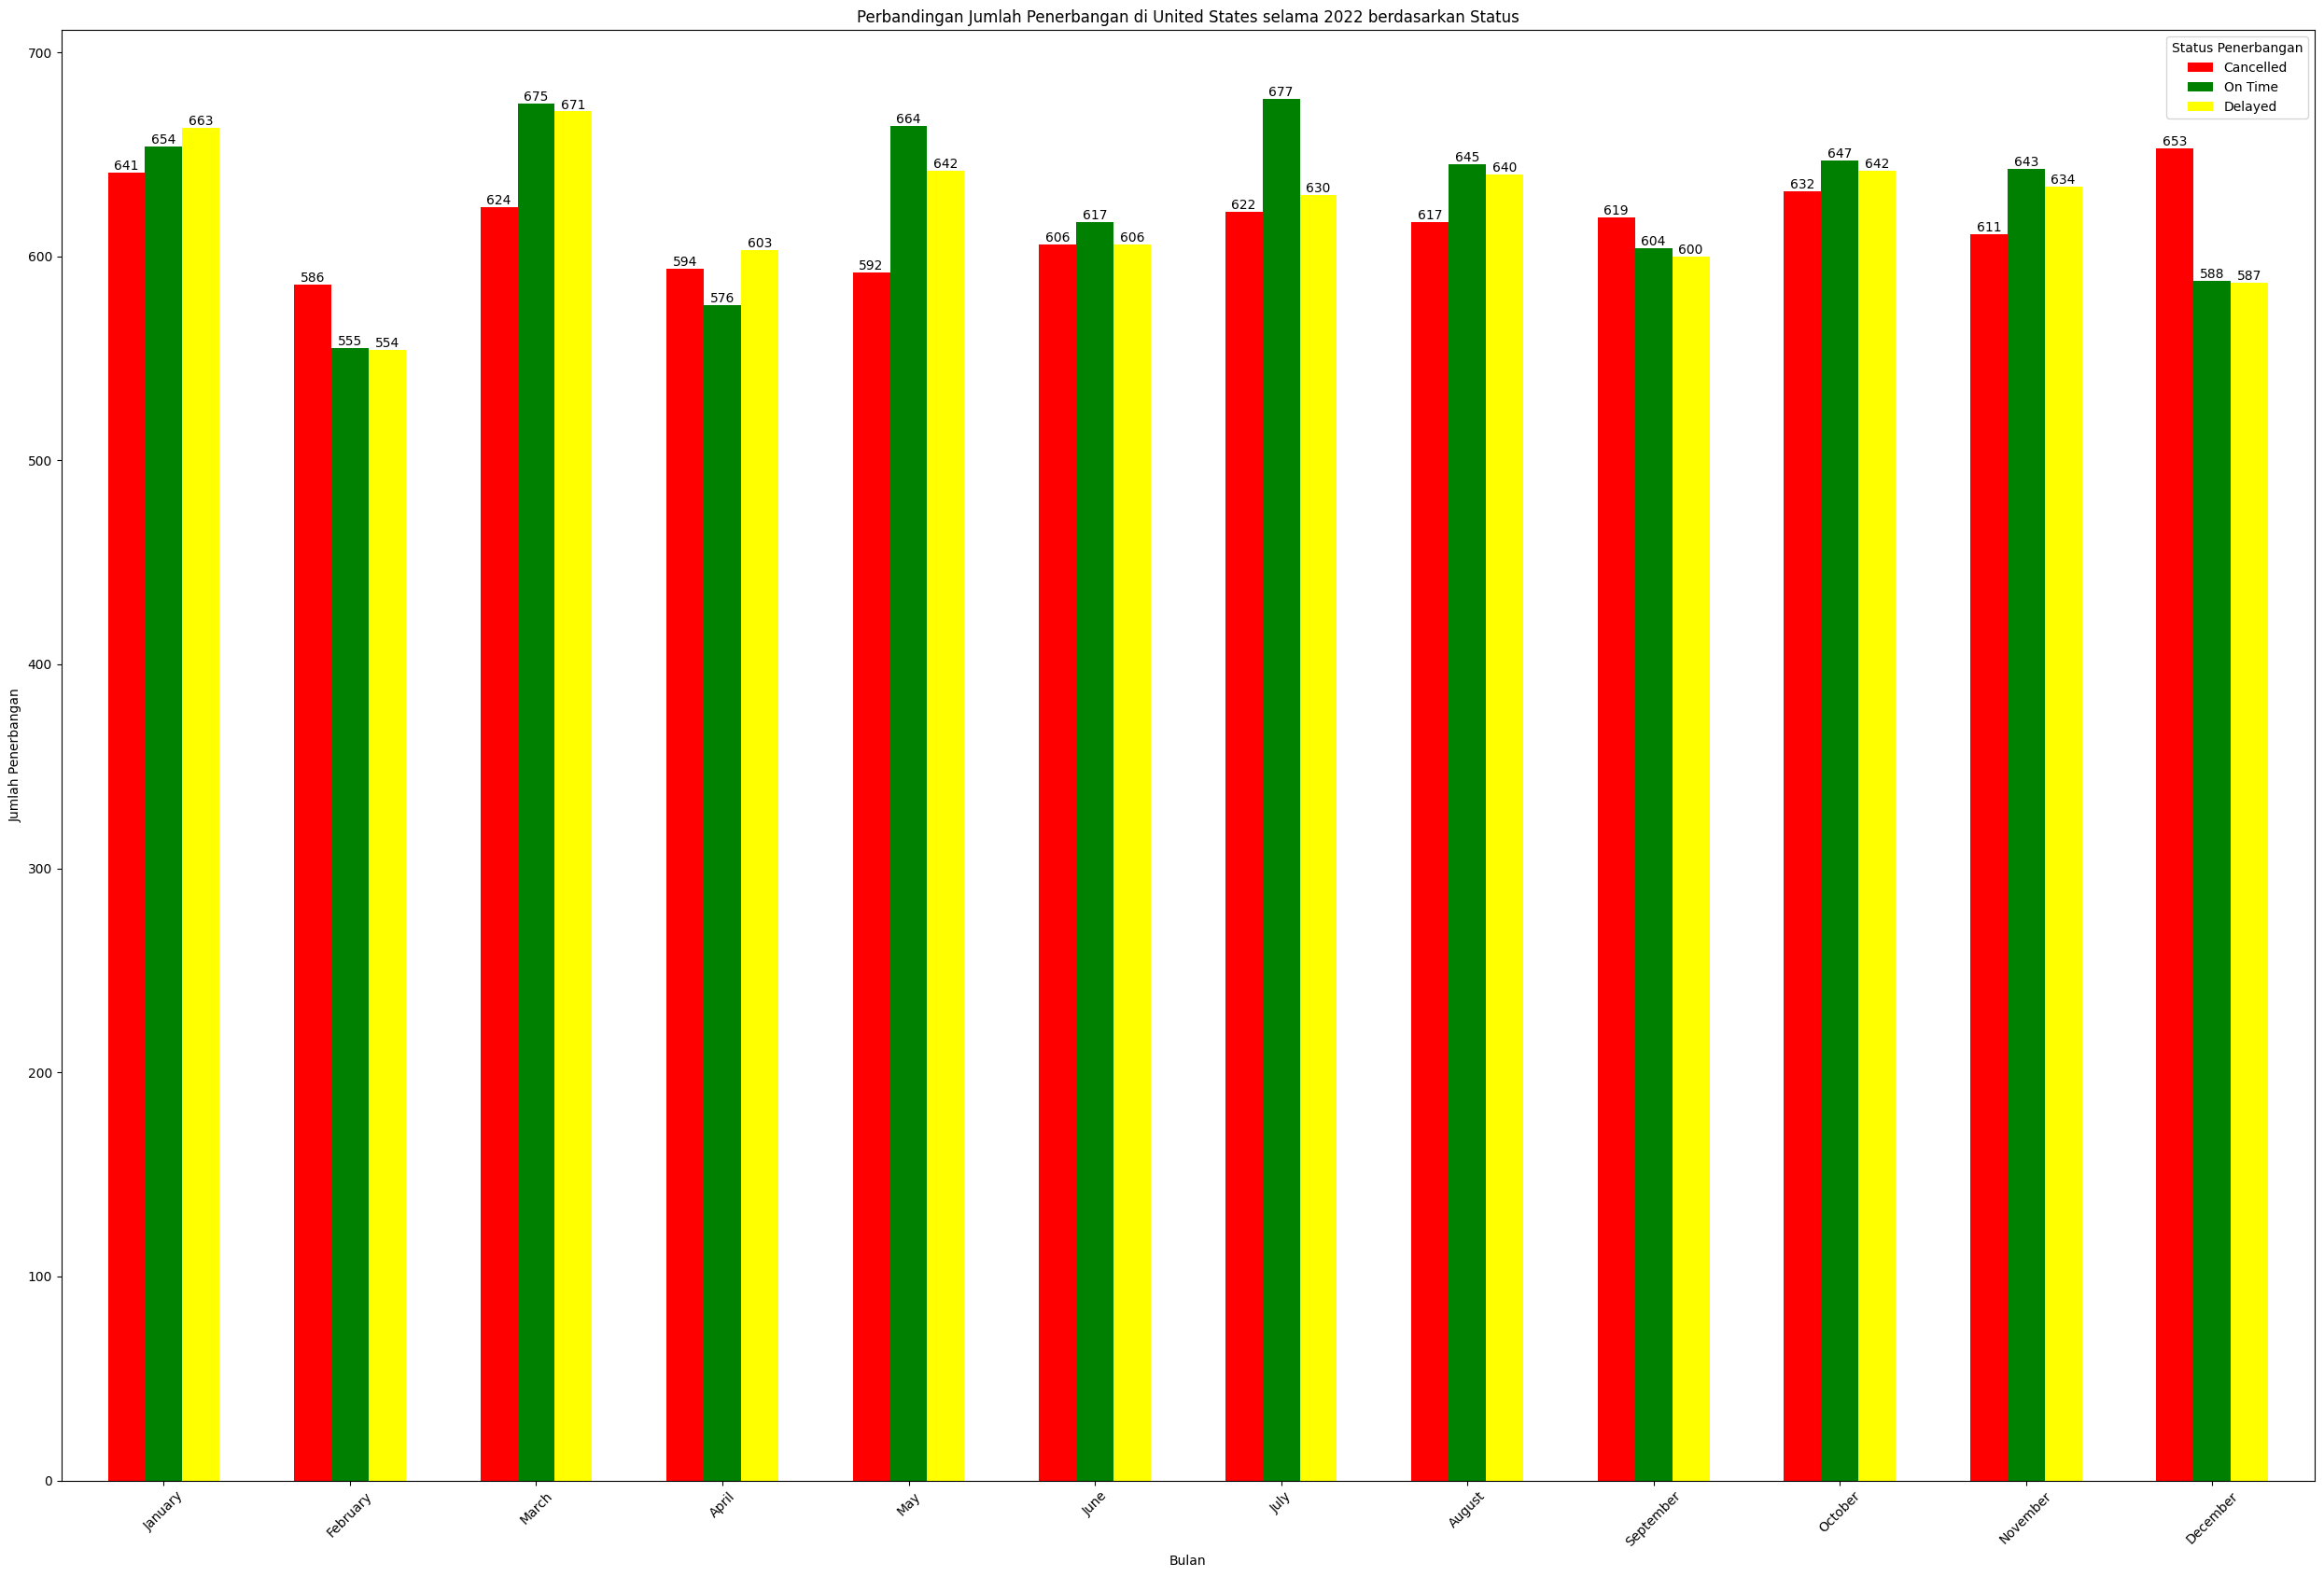 Perbandingan Jumlah Penerbangan di United States selama 2022 berdasarkan Status
Status Penerbangan
Cancelled
On Time
Delayed
Jumlah Penerbangan
700
600
500
400
300
200
100
0
641 654 663
586 555 554
624 675 671
594 576 603
592 664 642
606 617 606
622 677 630
617 645 640
619 604 600
632 647 642
611 643 634
653 588 587
January February March April May June July August September October November December
Bulan